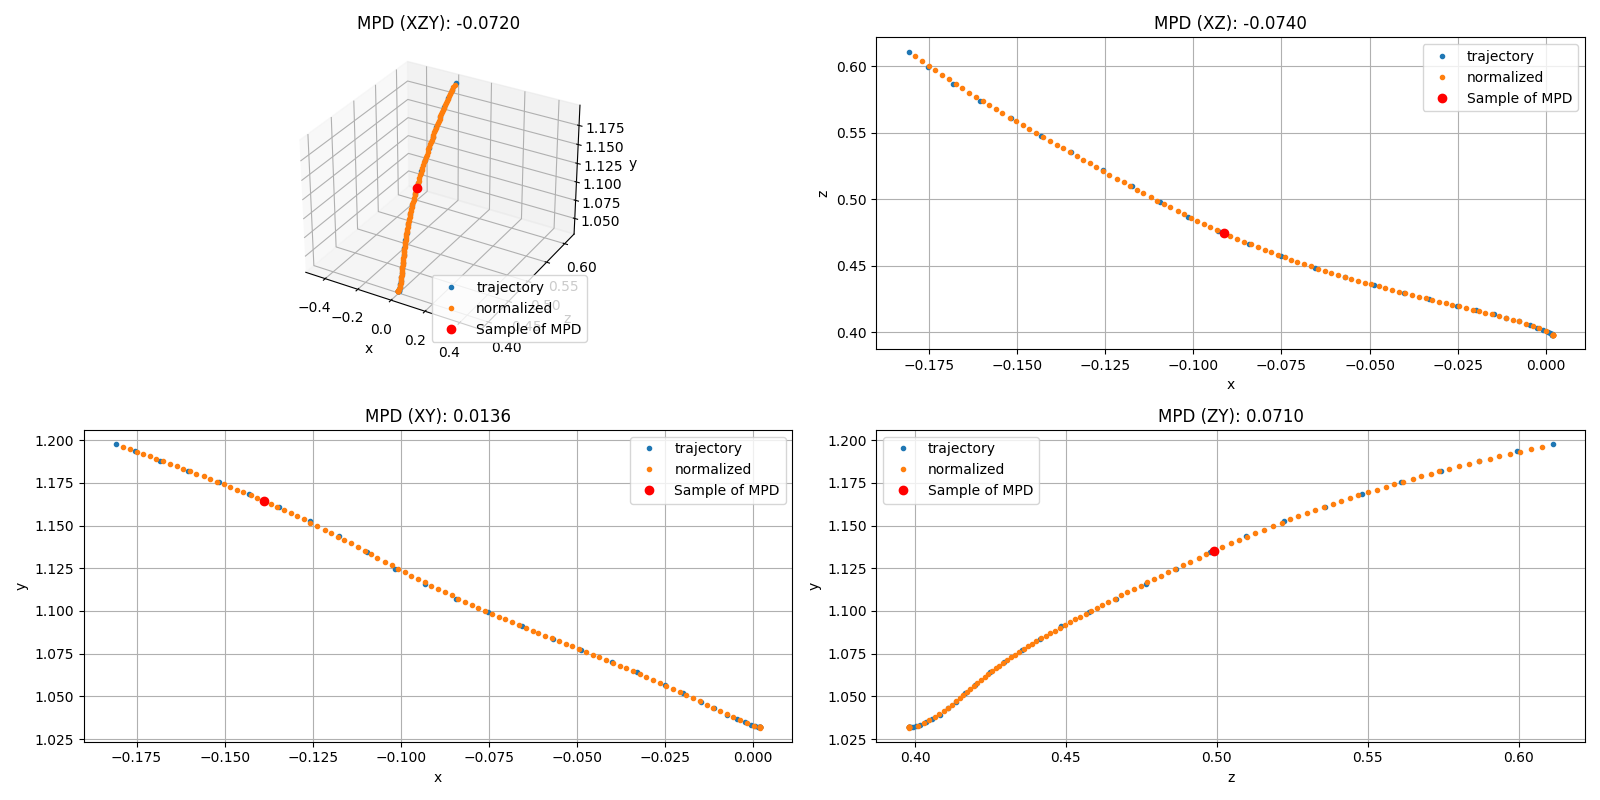 MPD (XZY): -0.0720
1.175
1.150
1.125
1.100
1.075
1.050
y
0.60
0.55
0.50
0.45
0.40
z
−0.4
−0.2
0.0
0.2
0.4
x
trajectory
normalized
Sample of MPD
MPD (XZ): -0.0740
0.60
0.55
0.50
0.45
0.40
z
−0.175
−0.150
−0.125
−0.100
−0.075
−0.050
−0.025
0.000
x
trajectory
normalized
Sample of MPD
MPD (XY): 0.0136
1.200
1.175
1.150
1.125
1.100
1.075
1.050
1.025
y
−0.175
−0.150
−0.125
−0.100
−0.075
−0.050
−0.025
0.000
x
trajectory
normalized
Sample of MPD
MPD (ZY): 0.0710
1.200
1.175
1.150
1.125
1.100
1.075
1.050
1.025
y
0.40
0.45
0.50
0.55
0.60
z
trajectory
normalized
Sample of MPD